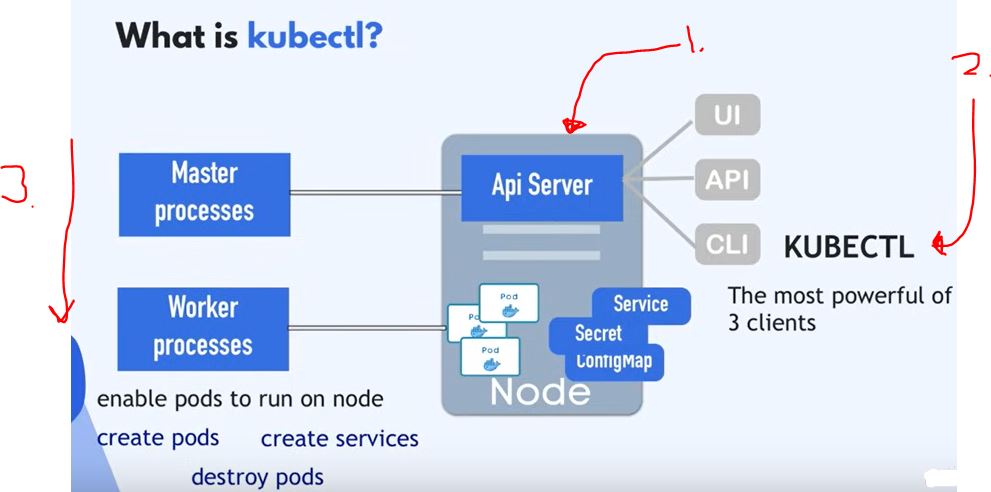 What is kubectl?
1.
2.
3.
UI
Master
processes
Api Server
API
CLI
KUBECTL
The most powerful of
3 clients
Worker
processes
Pod
Po
Pod
Service
Secret
ConfigMap
Node
enable pods to run on node
create pods
create services
destroy pods